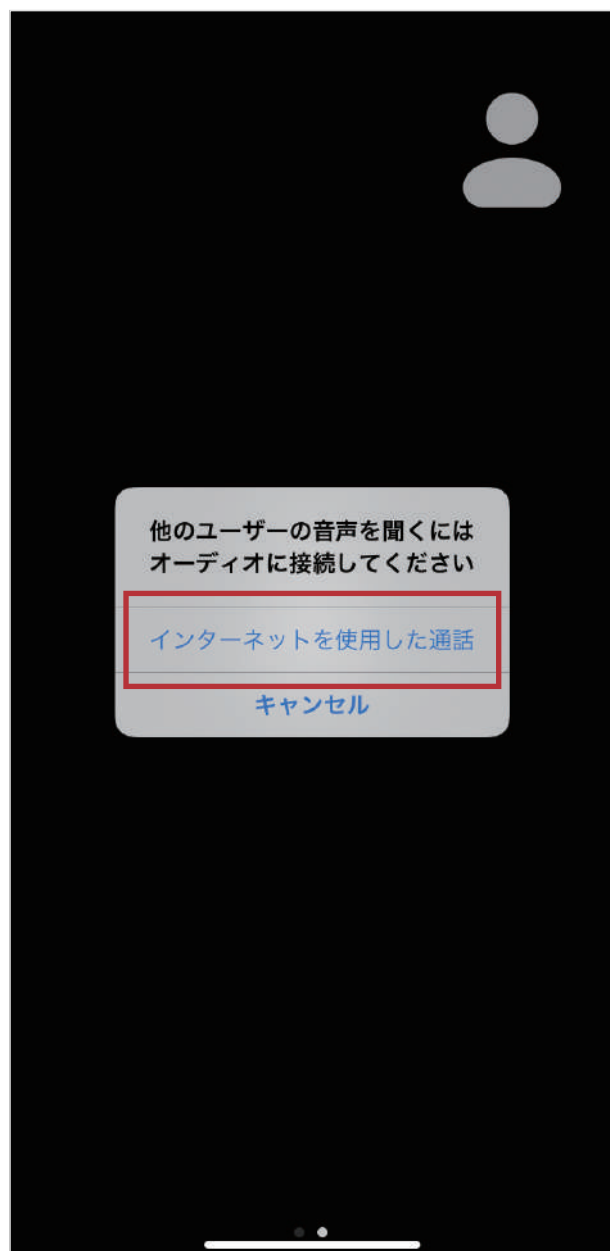 他のユーザーの音声を聞くには
オーディオに接続してください
インターネットを使用した通話
キャンセル